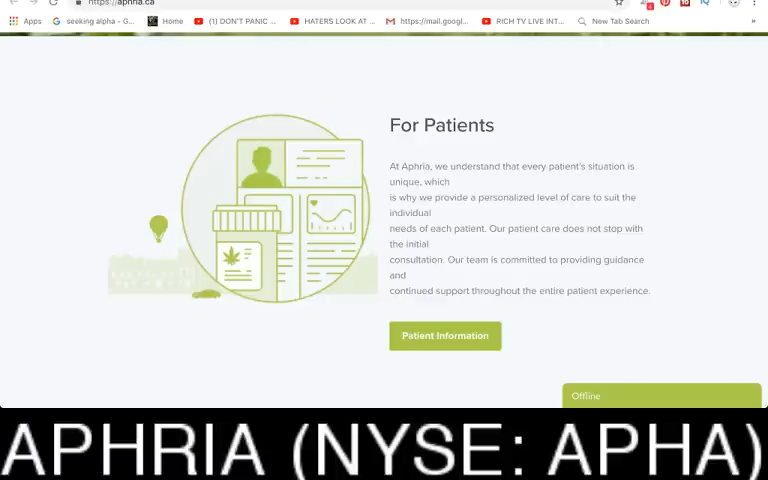 https://aphria.ca
Apps
seeking alpha - G...
Home
(1) DON'T PANIC ...
HATERS LOOK AT ...
https://mail.googl...
RICH TV LIVE INT...
New Tab Search
»
For Patients
At Aphria, we understand that every patient's situation is
unique, which
is why we provide a personalized level of care to suit the
individual
needs of each patient. Our patient care does not stop with
the initial
consultation. Our team is committed to providing guidance
and
continued support throughout the entire patient experience.
Patient Information
Offline
APHRIA (NYSE: APHA)